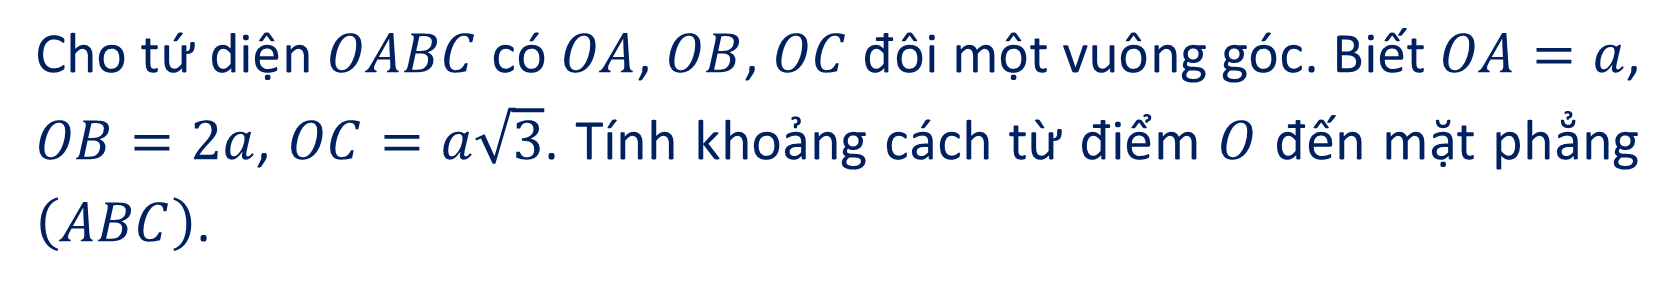 Cho tứ diện OABC có OA, OB, OC đôi một vuông góc. Biết OA = a,
OB = 2a, OC = a√3. Tính khoảng cách từ điểm O đến mặt phẳng
(ABC).